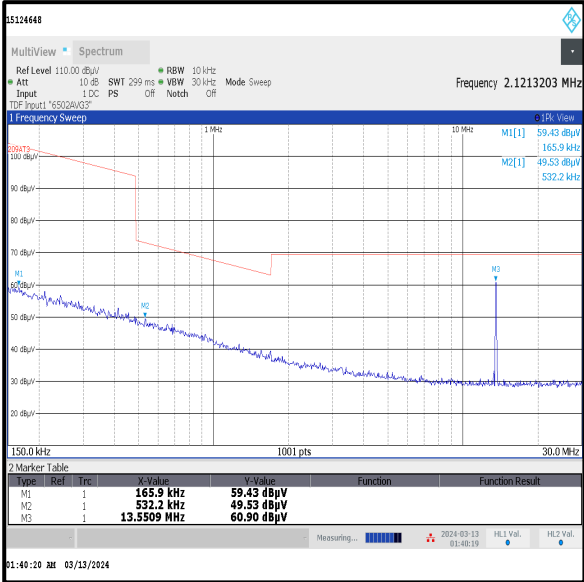 15124648
MultiView Spectrum
Ref Level 110.00 dBµV RBW 10 kHz
Att 10 dB SWT 299 ms VBW 30 kHz Mode Sweep Frequency 2.1213203 MHz
Input 1 DC PS Off Notch Off
TDF Input1 "6502AVG3"
1 Frequency Sweep 1Pk View
1 MHz 10 MHz M1[1] 59.43 dBµV
209AT3 165.9 kHz
100 dBµV M2[1] 49.53 dBµV
532.2 kHz
90 dBµV
80 dBµV
70 dBµV
M1 M3
60 dBµV
M2
50 dBµV
40 dBµV
30 dBµV
20 dBµV
150.0 kHz 1001 pts 30.0 MHz
2 Marker Table
Type Ref Trc X-Value Y-Value Function Function Result
M1 1 165.9 kHz 59.43 dBµV
M2 1 532.2 kHz 49.53 dBµV
M3 1 13.5509 MHz 60.90 dBµV
Measuring... 2024-03-13 HL1 Val. HL2 Val.
01:40:19
01:40:20 AM 03/13/2024